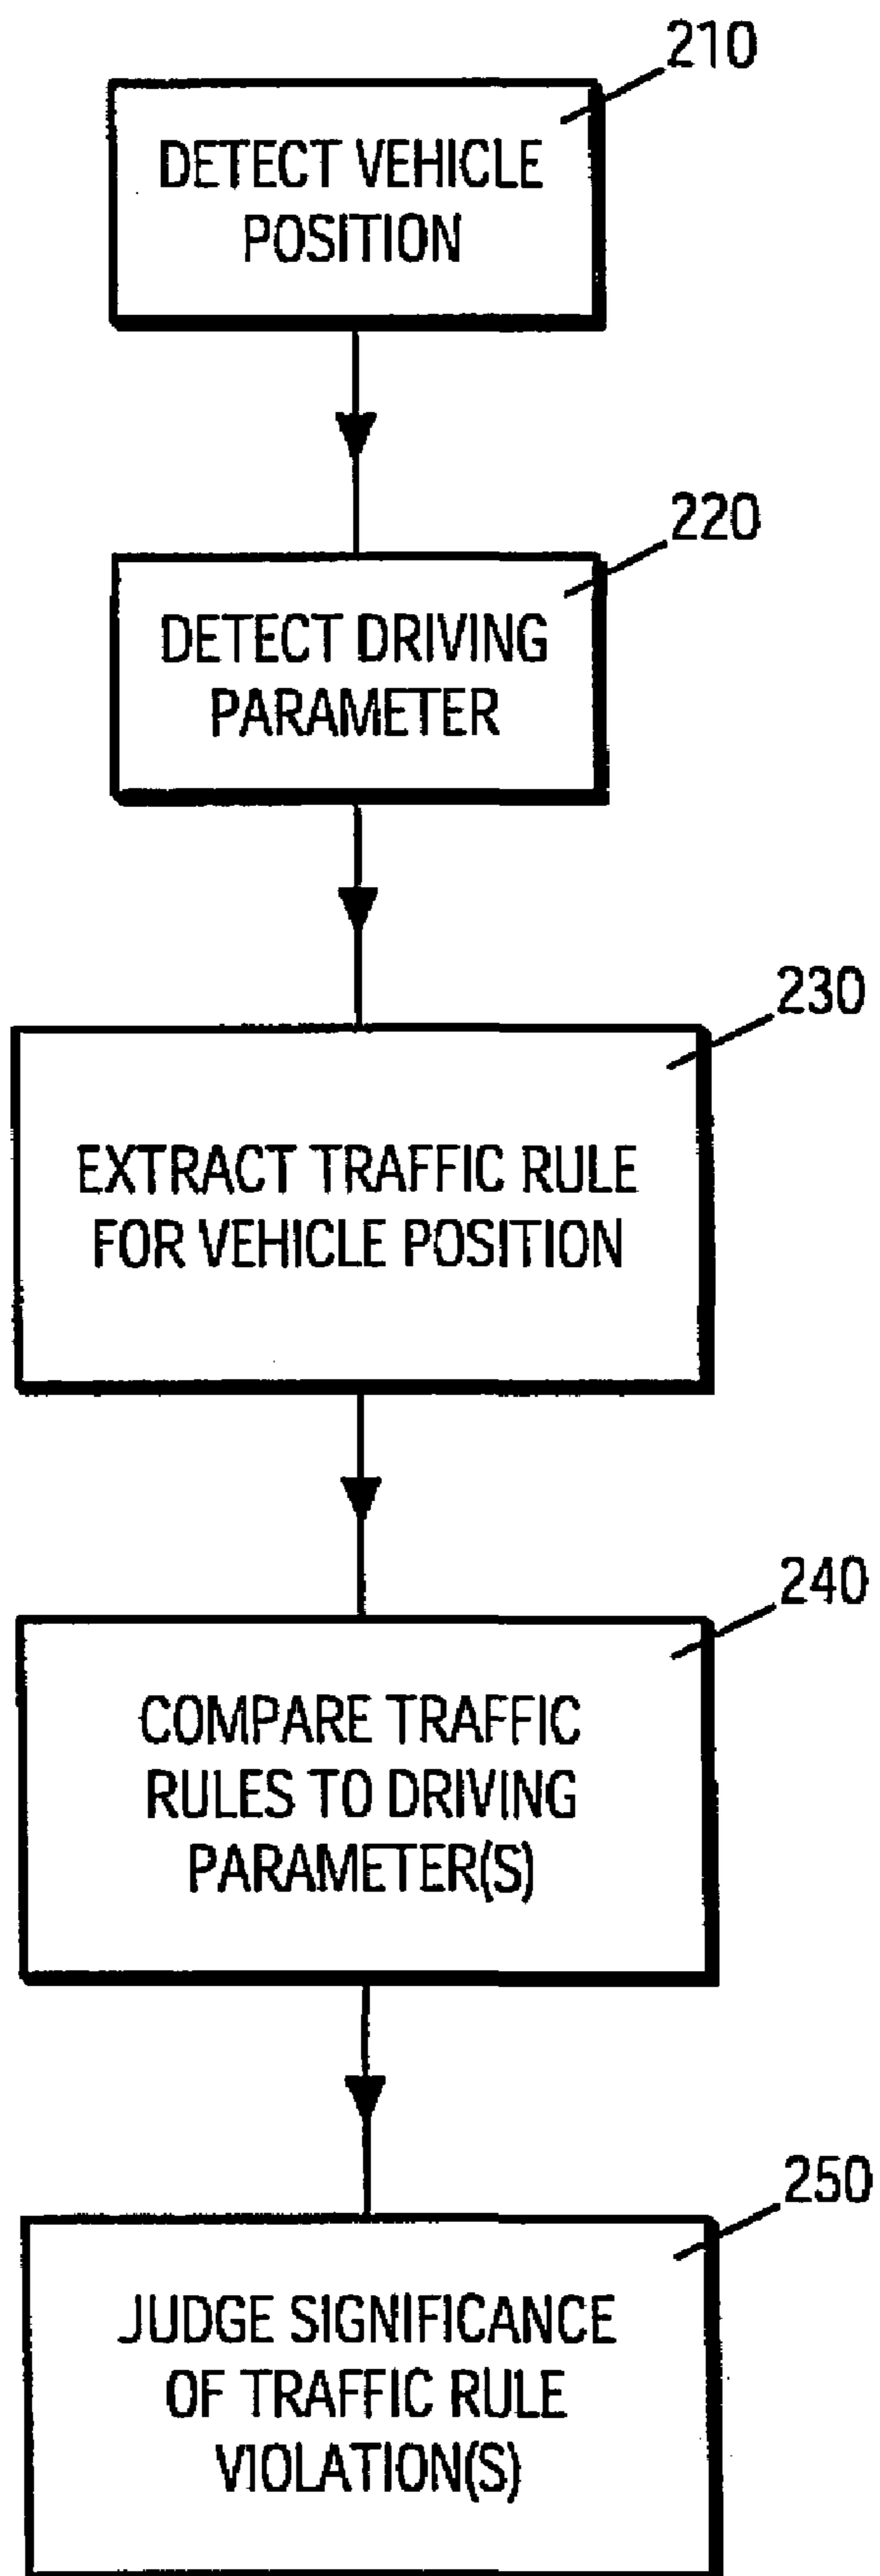 210
DETECT VEHICLE
POSITION
220
DETECT DRIVING
PARAMETER
230
EXTRACT TRAFFIC RULE
FOR VEHICLE POSITION
240
COMPARE TRAFFIC
RULES TO DRIVING
PARAMETER(S)
250
JUDGE SIGNIFICANCE
OF TRAFFIC RULE
VIOLATION(S)